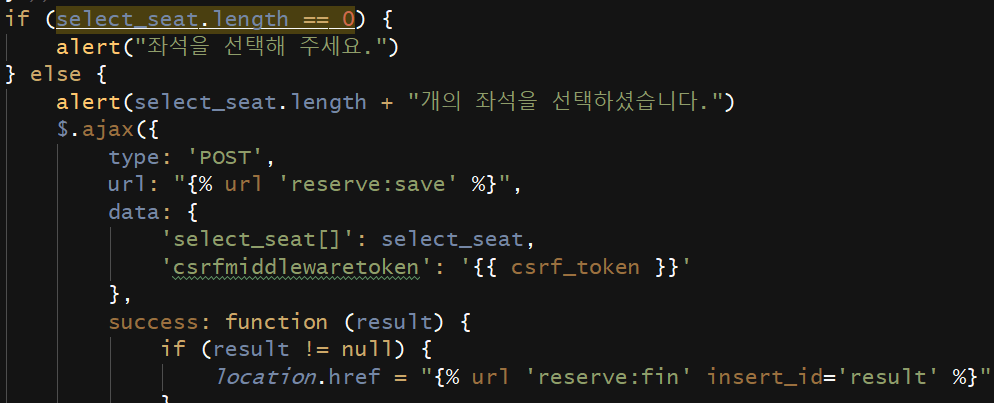 if (select_seat.length == 0) {
alert("좌석을 선택해 주세요.")
} else {
alert(select_seat.length + "개의 좌석을 선택하셨습니다.")
$.ajax({
type: 'POST',
url: "{% url 'reserve:save' %}",
data: {
'select_seat[]': select_seat,
'csrfmiddlewaretoken': '{{ csrf_token }}'
},
success: function (result) {
if (result != null) {
location.href = "{% url 'reserve:fin' insert_id='result' %}"